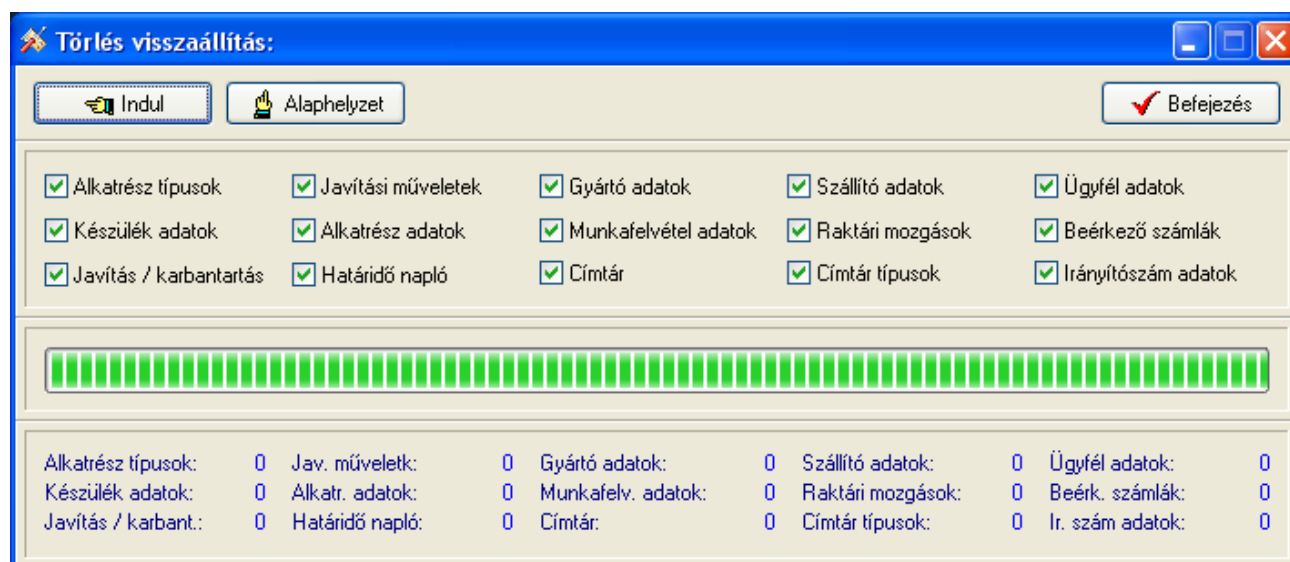 Törlés visszaállítás:
Indul Alaphelyzet Befejezés
Alkatrész típusok Javítási műveletek Gyártó adatok Szállító adatok Ügyfél adatok
Készülék adatok Alkatrész adatok Munkafelvétel adatok Raktári mozgások Beérkező számlák
Javítás / karbantartás Határidő napló Címtár Címtár típusok Irányítószám adatok
Alkatrész típusok: 0 Jav. műveletk: 0 Gyártó adatok: 0 Szállító adatok: 0 Ügyfél adatok: 0
Készülék adatok: 0 Alkatr. adatok: 0 Munkafelv. adatok: 0 Raktári mozgások: 0 Beérk. számlák: 0
Javítás / karbant.: 0 Határidő napló: 0 Címtár: 0 Címtár típusok: 0 Ir. szám adatok: 0